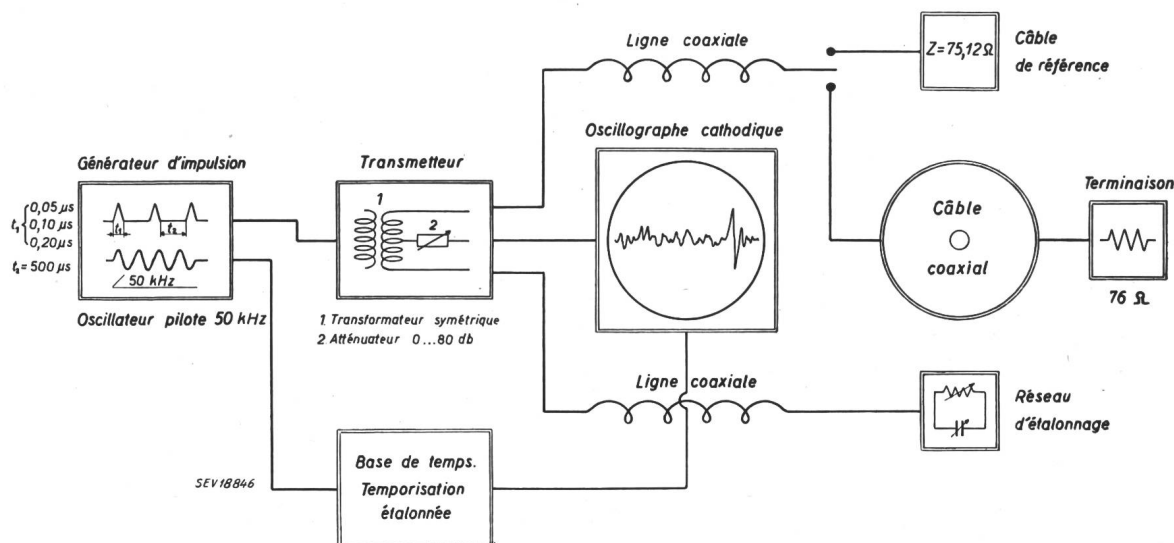 Ligne coaxiale
Z=75,12Ω
Câble
de référence
Oscillographe cathodique
Générateur d'impulsion
Transmetteur
Terminaison
t₁ { 0,05 µs
0,10 µs
0,20 µs
t₁
t₂
t₂ = 500 µs
50 kHz
1
2
Câble
coaxial
76 Ω
Oscillateur pilote 50 kHz
1. Transformateur symétrique
2 Atténuateur 0...80 db
Ligne coaxiale
Réseau
d'étalonnage
Base de temps.
Temporisation
étalonnée
SEV18846